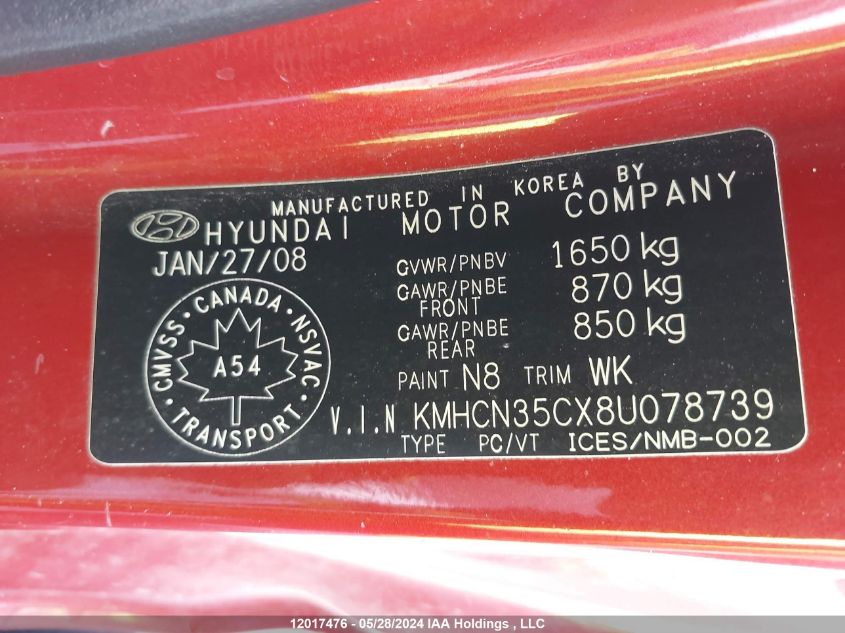 MANUFACTURED IN KOREA BY
HYUNDAI MOTOR COMPANY
JAN/27/08
GVWR/PNBV 1650 kg
GAWR/PNBE FRONT 870 kg
GAWR/PNBE REAR 850 kg
CANADA · NSVAC · TRANSPORT · CMVSS ·
A54
PAINT N8 TRIM WK
V.I.N KMHCN35CX8U078739
TYPE PC/VT ICES/NMB-002
12017476 - 05/28/2024 IAA Holdings , LLC